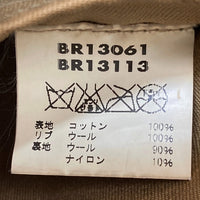 BR13061
BR13113
表地 コットン 100%
リブ ウール 100%
裏地 ウール 90%
ナイロン 10%